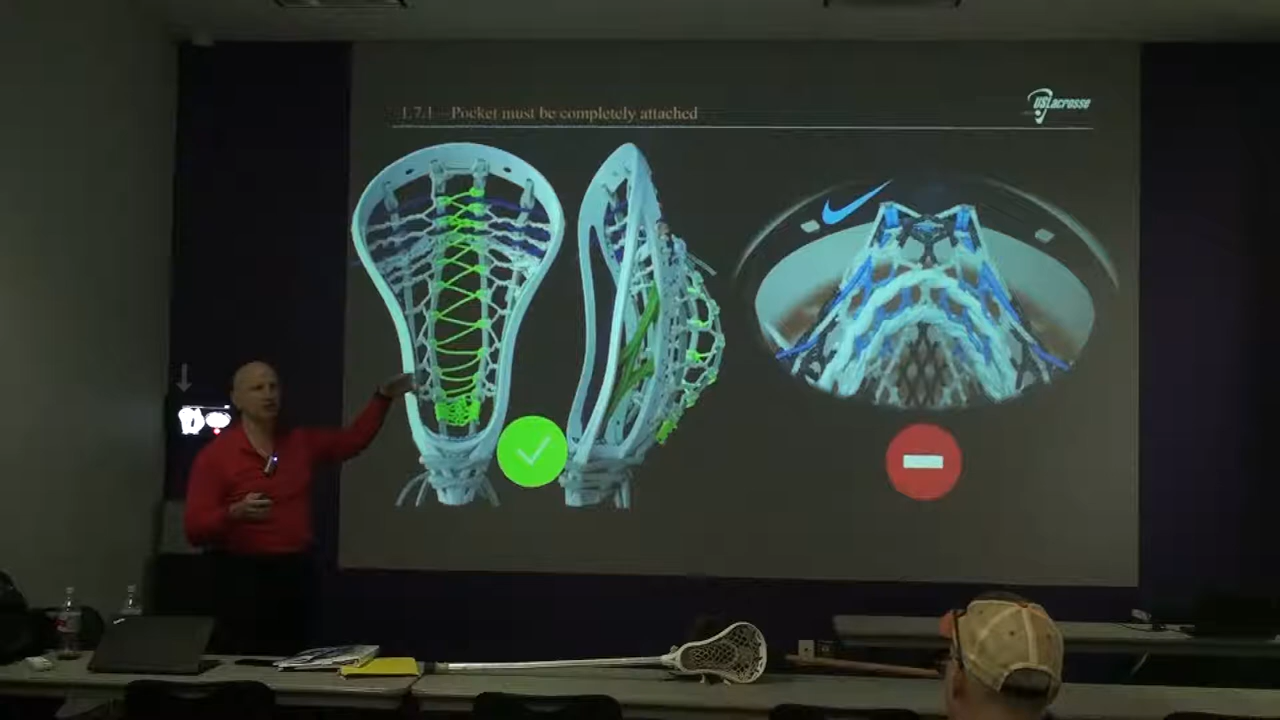 1.7.1 – Pocket must be completely attached
USLacrosse